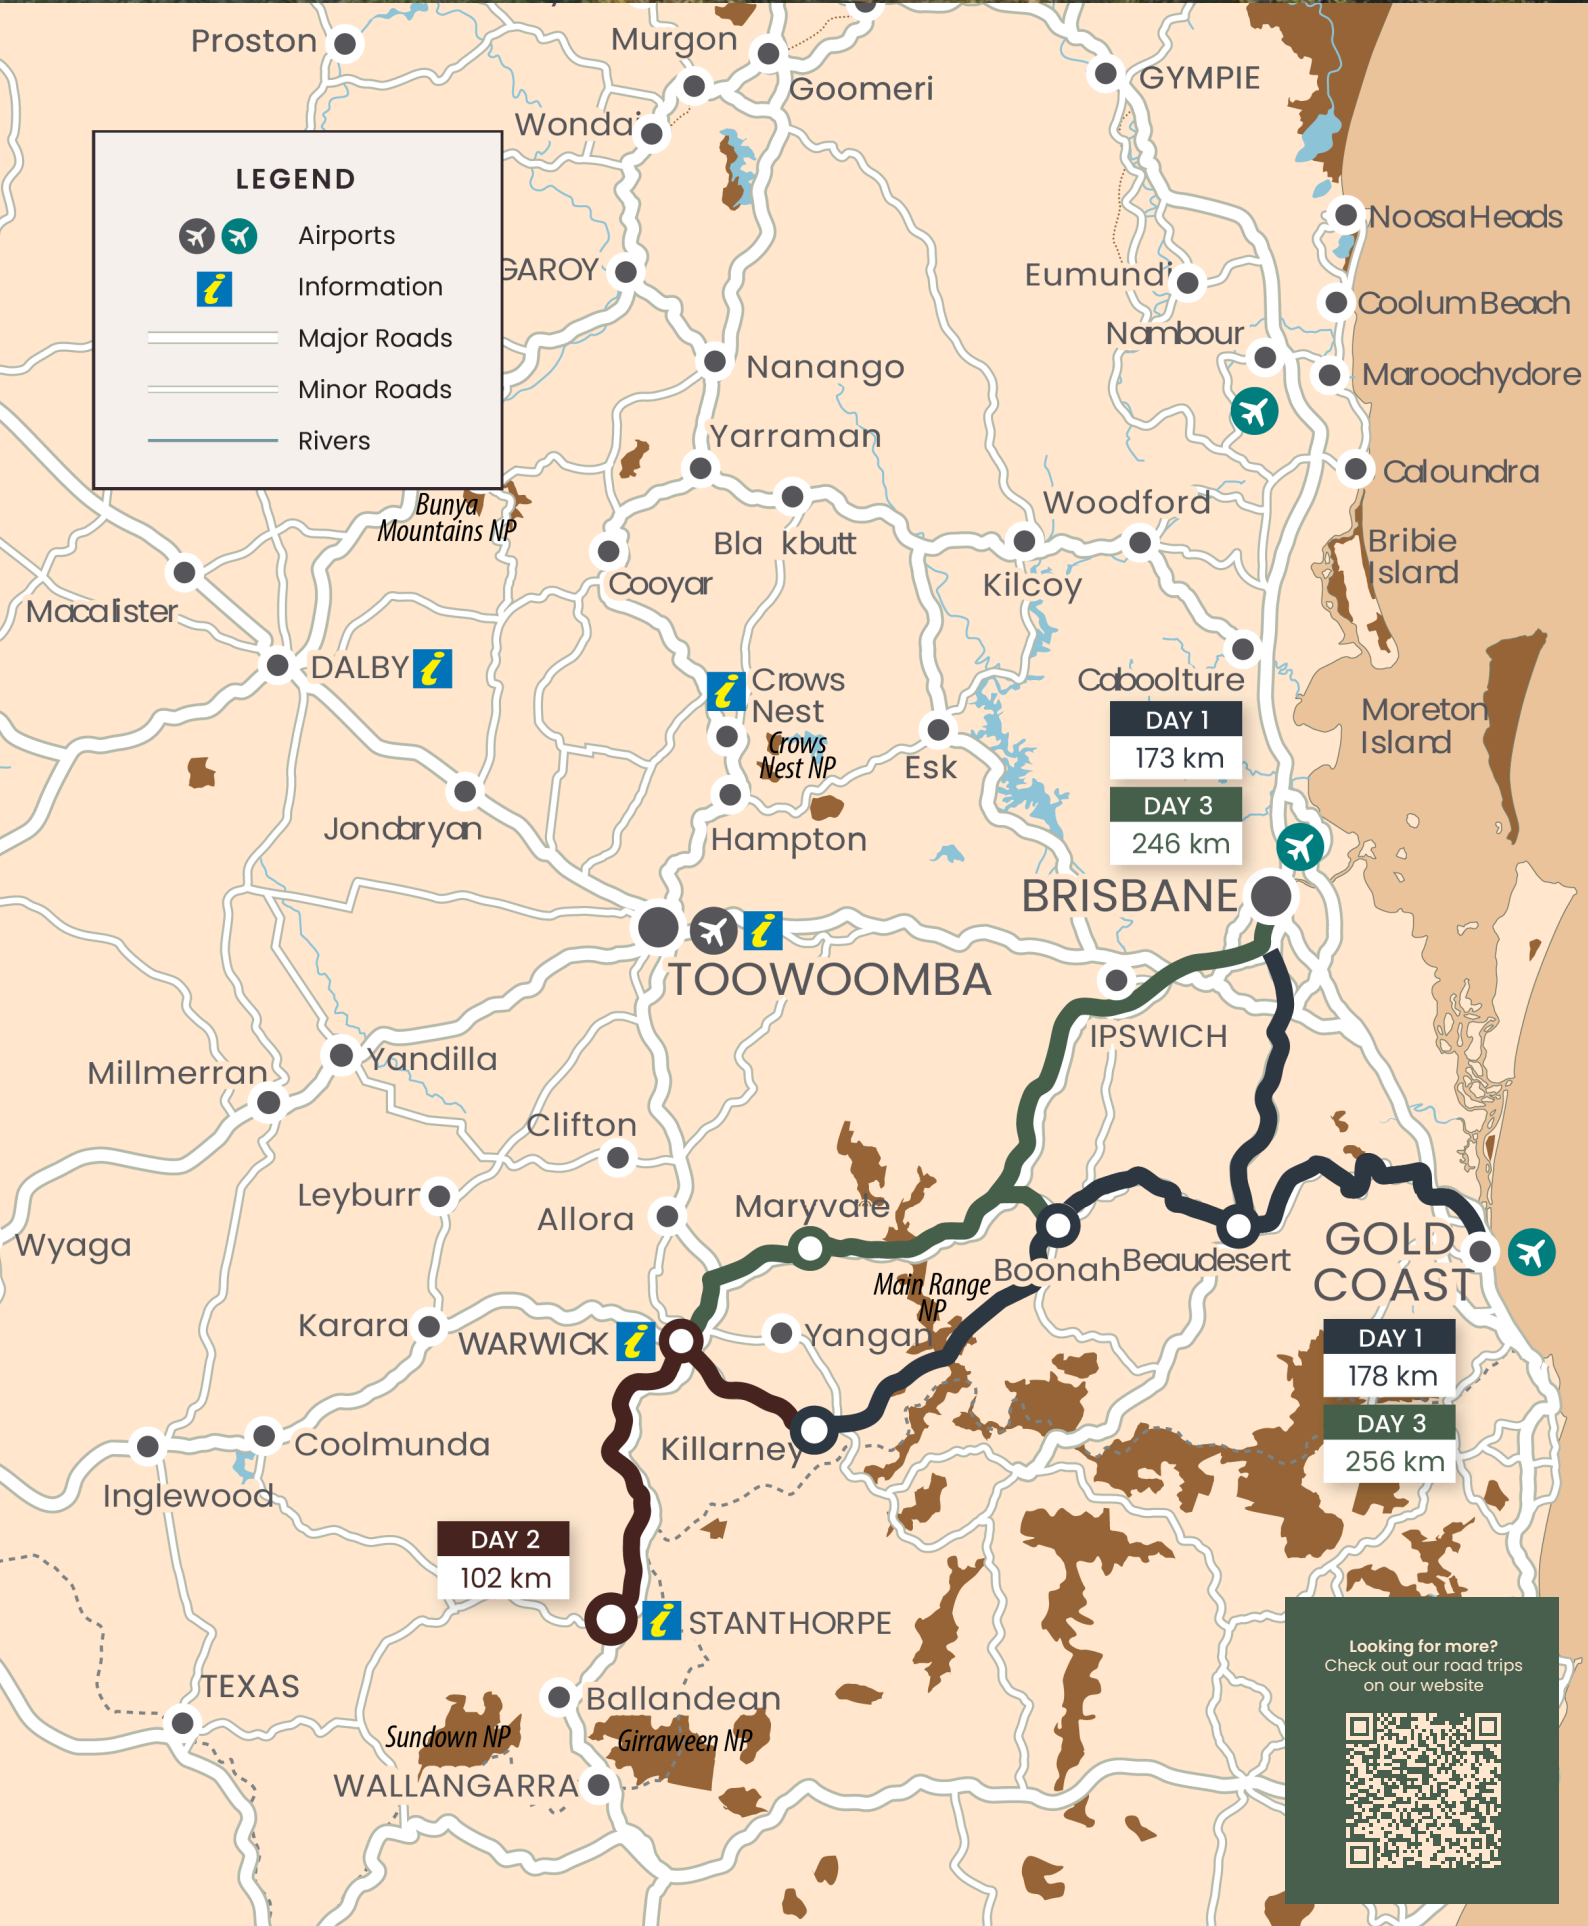 Proston
Murgon
Goomeri
GYMPIE
Wondai
LEGEND
Airports
Information
Major Roads
Minor Roads
Rivers
Noosa Heads
GAROY
Eumundi
Coolum Beach
Nambour
Nanango
Maroochydore
Yarraman
Caloundra
Bunya
Mountains NP
Woodford
Bla kbutt
Bribie
Island
Cooyar
Kilcoy
Macalister
DALBY
Crows
Nest
Caboolture
Moreton
Island
DAY 1
173 km
Crows
Nest NP
Esk
DAY 3
246 km
Jondaryan
Hampton
BRISBANE
TOOWOOMBA
IPSWICH
Yandilla
Millmerran
Clifton
Leyburn
Maryvale
Allora
Wyaga
GOLD
COAST
Boonah
Beaudesert
Main Range
NP
Karara
WARWICK
Yangan
DAY 1
178 km
DAY 3
256 km
Coolmunda
Killarney
Inglewood
DAY 2
102 km
STANTHORPE
Looking for more?
Check out our road trips
on our website
TEXAS
Ballandean
Sundown NP
Girraween NP
WALLANGARRA